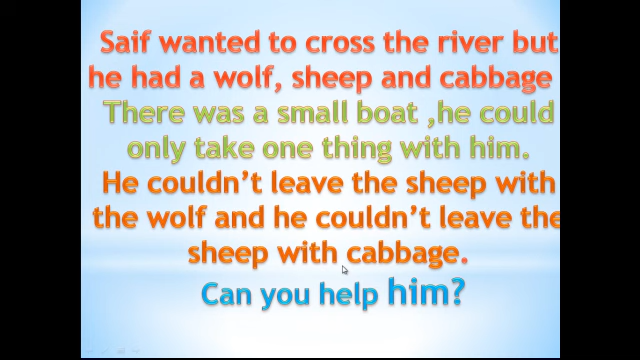 Saif wanted to cross the river but
he had a wolf, sheep and cabbage
There was a small boat ,he could
only take one thing with him.
He couldn't leave the sheep with
the wolf and he couldn't leave the
sheep with cabbage.
Can you help him?